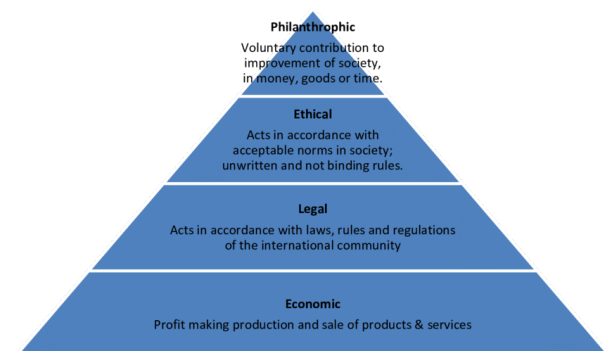 Philanthrophic
Voluntary contribution to
improvement of society,
in money, goods or time.
Ethical
Acts in accordance with
acceptable norms in society;
unwritten and not binding rules.
Legal
Acts in accordance with laws, rules and regulations
of the international community
Economic
Profit making production and sale of products & services